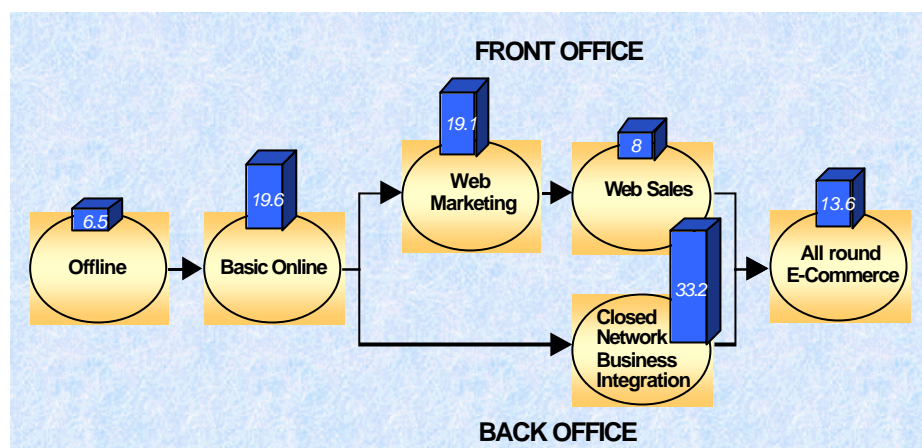 FRONT OFFICE
19.1
8
Web
Marketing
Web Sales
6.5
19.6
13.6
Offline
Basic Online
33.2
All round
E-Commerce
Closed
Network
Business
Integration
BACK OFFICE